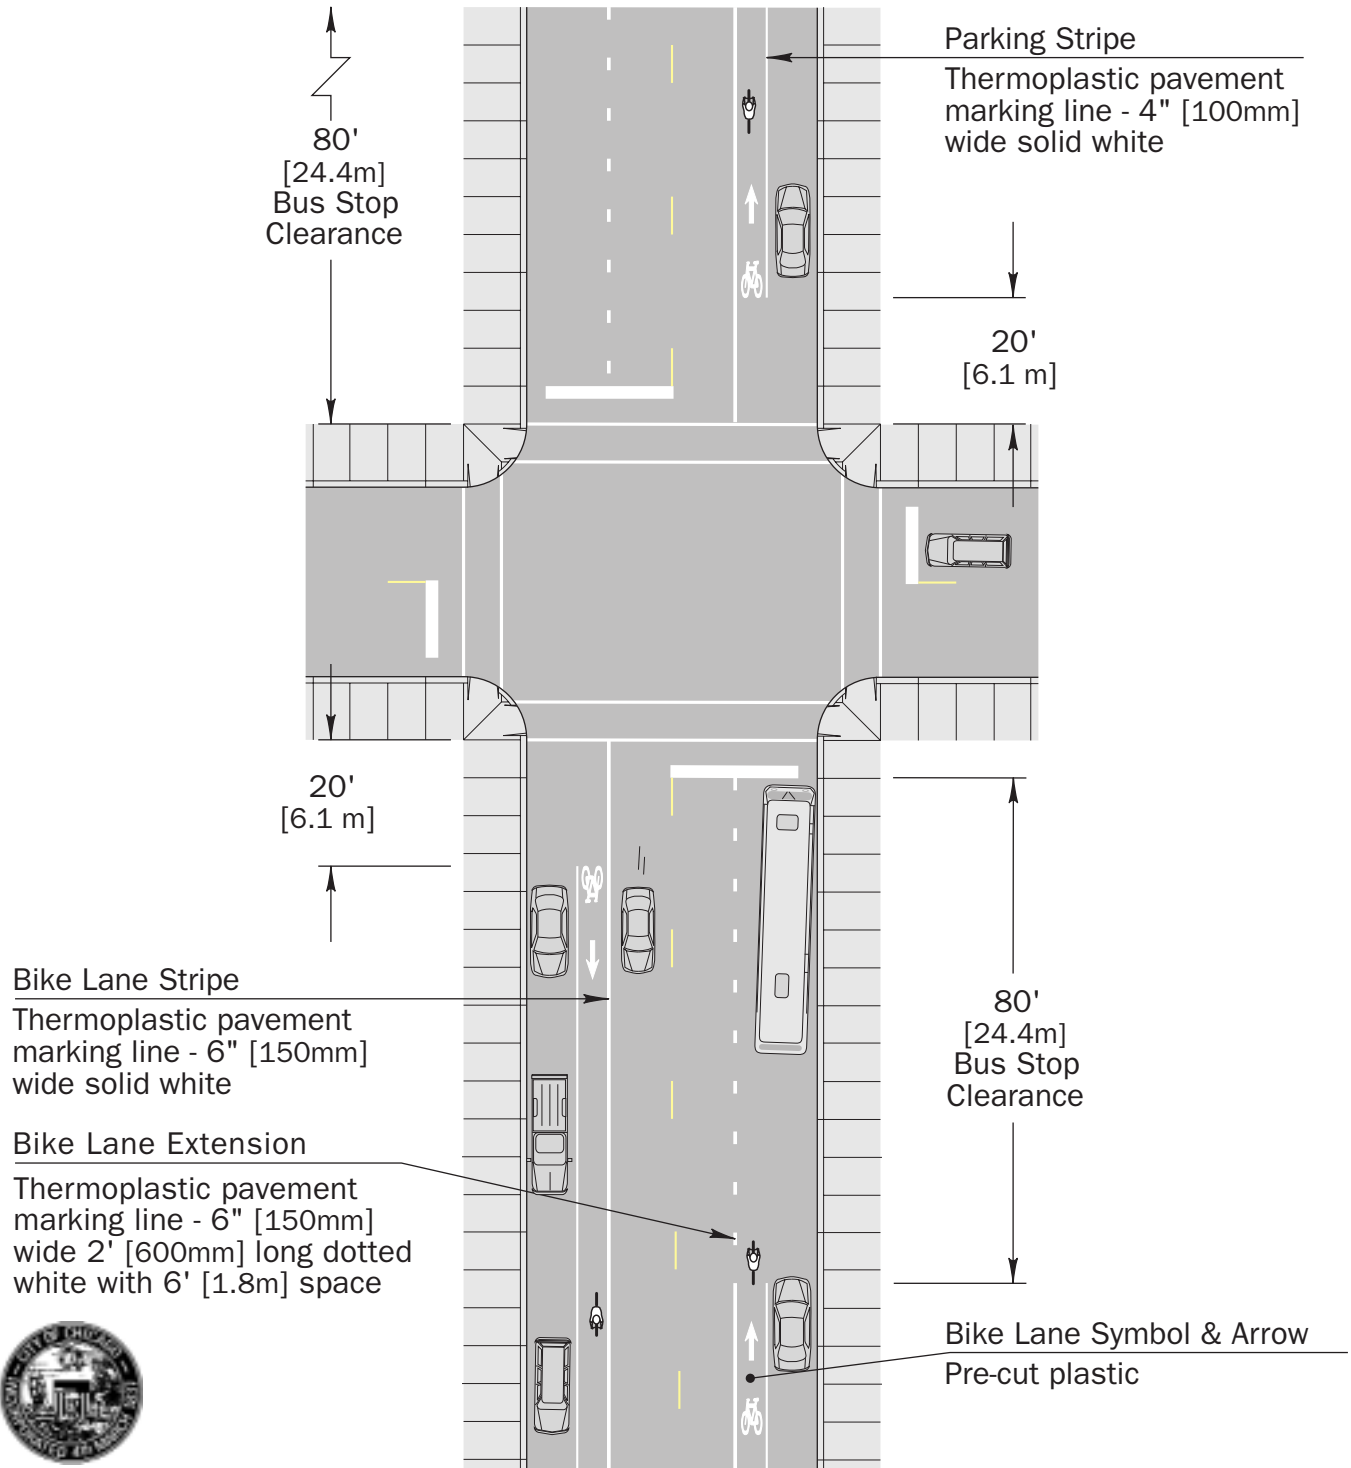 Parking Stripe
Thermoplastic pavement
marking line - 4" [100mm]
wide solid white
80'
[24.4m]
Bus Stop
Clearance
20'
[6.1 m]
20'
[6.1 m]
Bike Lane Stripe
Thermoplastic pavement
marking line - 6" [150mm]
wide solid white
80'
[24.4m]
Bus Stop
Clearance
Bike Lane Extension
Thermoplastic pavement
marking line - 6" [150mm]
wide 2' [600mm] long dotted
white with 6' [1.8m] space
Bike Lane Symbol & Arrow
Pre-cut plastic
CITY OF CHICAGO